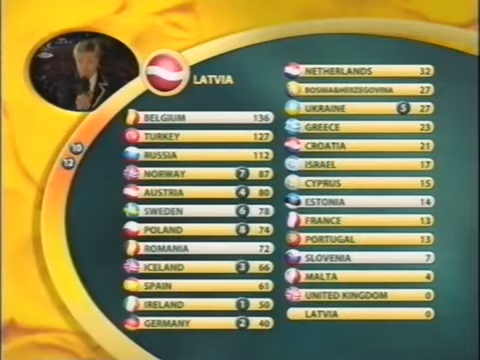 LATVIA
10
12
BELGIUM 136
TURKEY 127
RUSSIA 112
NORWAY 7 87
AUSTRIA 4 80
SWEDEN 6 78
POLAND 8 74
ROMANIA 72
ICELAND 3 66
SPAIN 61
IRELAND 1 50
GERMANY 2 40
NETHERLANDS 32
BOSNIA&HERZEGOVINA 27
UKRAINE 5 27
GREECE 23
CROATIA 21
ISRAEL 17
CYPRUS 15
ESTONIA 14
FRANCE 13
PORTUGAL 13
SLOVENIA 7
MALTA 4
UNITED KINGDOM 0
LATVIA 0